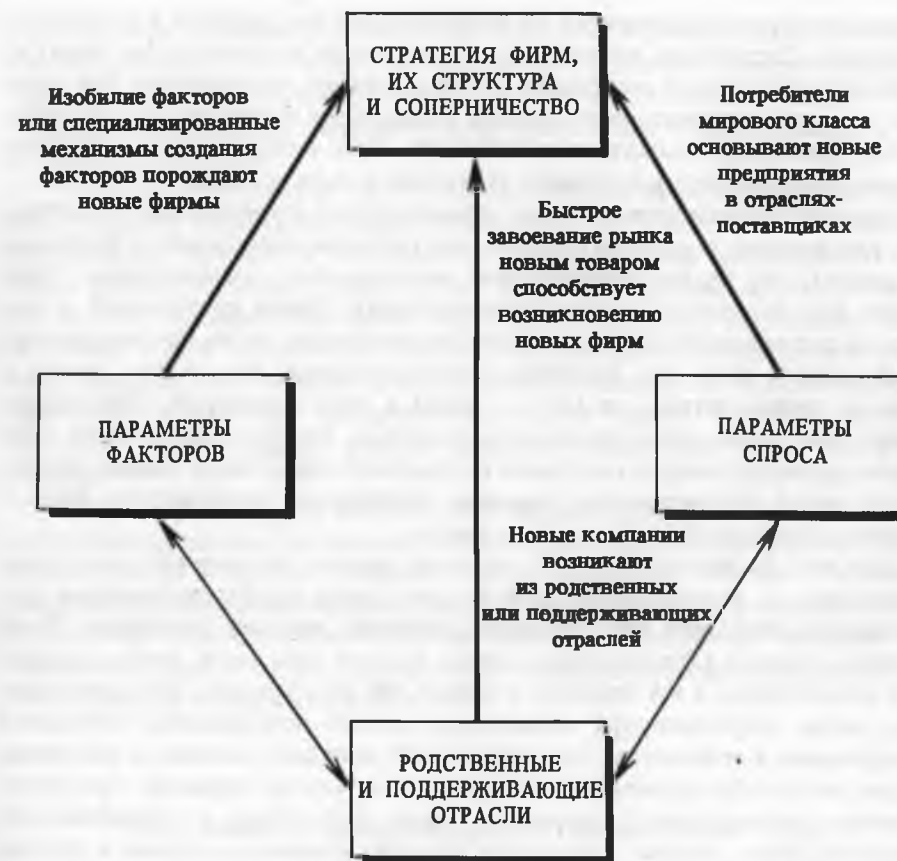 СТРАТЕГИЯ ФИРМ,
ИХ СТРУКТУРА
И СОПЕРНИЧЕСТВО
Изобилие факторов
или специализированные
механизмы создания
факторов порождают
новые фирмы
Потребители
мирового класса
основывают новые
предприятия
в отраслях-
поставщиках
Быстрое
завоевание рынка
новым товаром
способствует
возникновению
новых фирм
ПАРАМЕТРЫ
ФАКТОРОВ
ПАРАМЕТРЫ
СПРОСА
Новые компании
возникают
из родственных
или поддерживающих
отраслей
РОДСТВЕННЫЕ
И ПОДДЕРЖИВАЮЩИЕ
ОТРАСЛИ